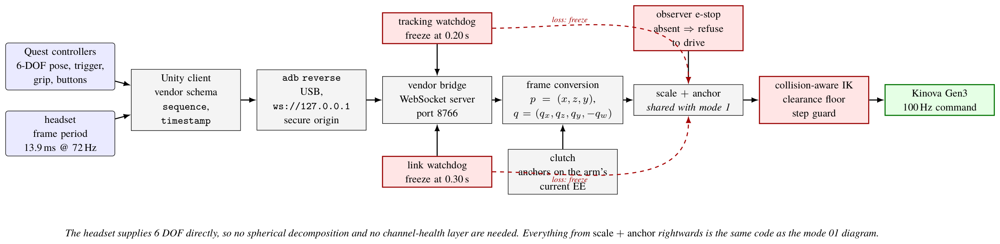 Quest controllers
6-DOF pose, trigger,
grip, buttons
headset
frame period
13.9 ms @ 72 Hz
Unity client
vendor schema
sequence,
timestamp
adb reverse
USB,
ws://127.0.0.1
secure origin
tracking watchdog
freeze at 0.20 s
vendor bridge
WebSocket server
port 8766
link watchdog
freeze at 0.30 s
loss: freeze
frame conversion
p = (x, z, y),
q = (qx, qz, qy, −qw)
clutch
anchors on the arm's
current EE
loss: freeze
observer e-stop
absent ⇒ refuse
to drive
scale + anchor
shared with mode 1
collision-aware IK
clearance floor
step guard
Kinova Gen3
100 Hz command
The headset supplies 6 DOF directly, so no spherical decomposition and no channel-health layer are needed. Everything from scale + anchor rightwards is the same code as the mode 01 diagram.